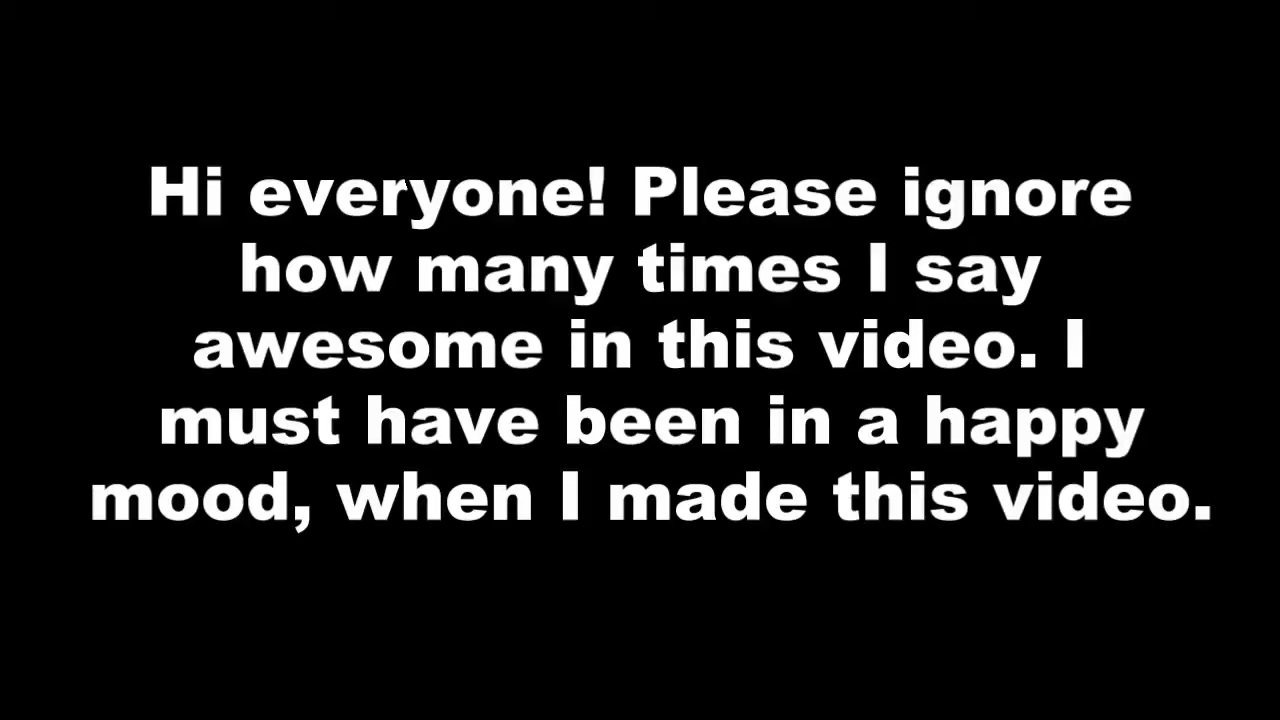 Hi everyone! Please ignore
how many times I say
awesome in this video. I
must have been in a happy
mood, when I made this video.